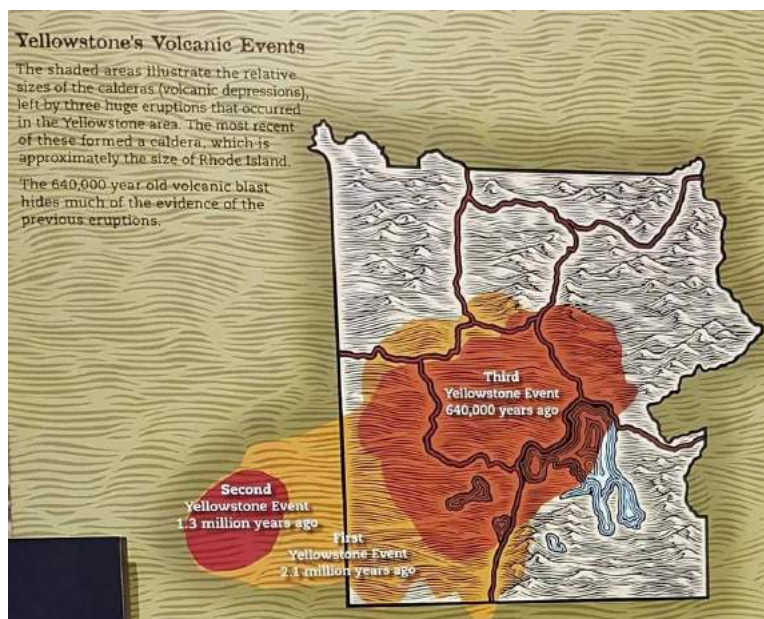 Yellowstone's Volcanic Events
The shaded areas illustrate the relative
sizes of the calderas (volcanic depressions),
left by three huge eruptions that occurred
in the Yellowstone area. The most recent
of these formed a caldera, which is
approximately the size of Rhode Island.
The 640,000 year old volcanic blast
hides much of the evidence of the
previous eruptions.
Third
Yellowstone Event
640,000 years ago
Second
Yellowstone Event
1.3 million years ago
First
Yellowstone Event
2.1 million years ago